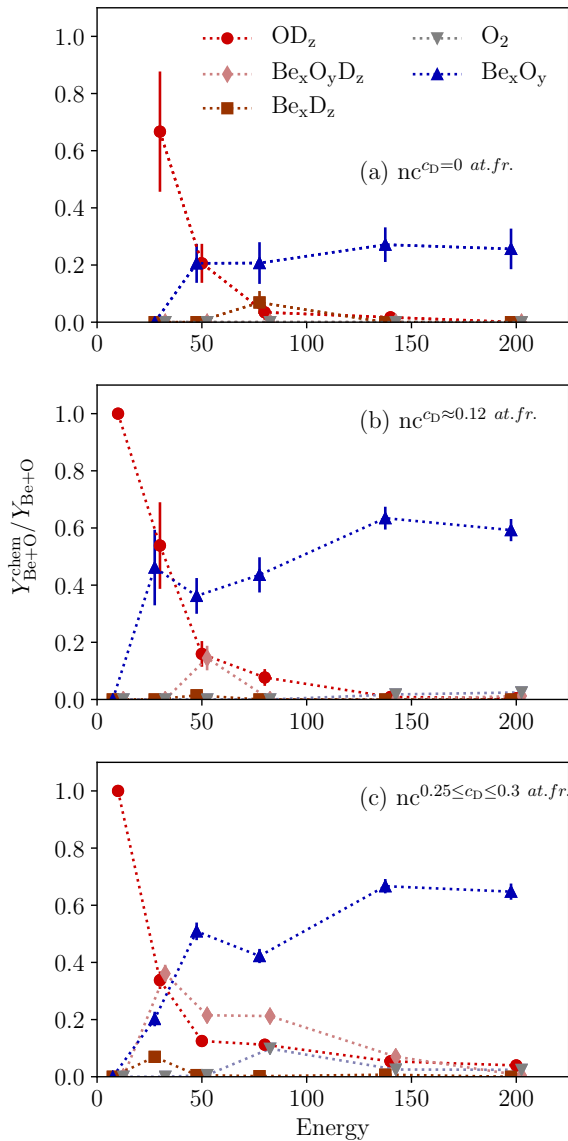 1.0
0.8
0.6
0.4
0.2
0.0
OD_z
Be_xO_yD_z
Be_xD_z
O_2
Be_xO_y
(a) nc^{c_D=0 at.fr.}
0 50 100 150 200
1.0
0.8
0.6
0.4
0.2
0.0
(b) nc^{c_D≈0.12 at.fr.}
0 50 100 150 200
Y^{chem}_{Be+O}/Y_{Be+O}
1.0
0.8
0.6
0.4
0.2
0.0
(c) nc^{0.25≤c_D≤0.3 at.fr.}
0 50 100 150 200
Energy